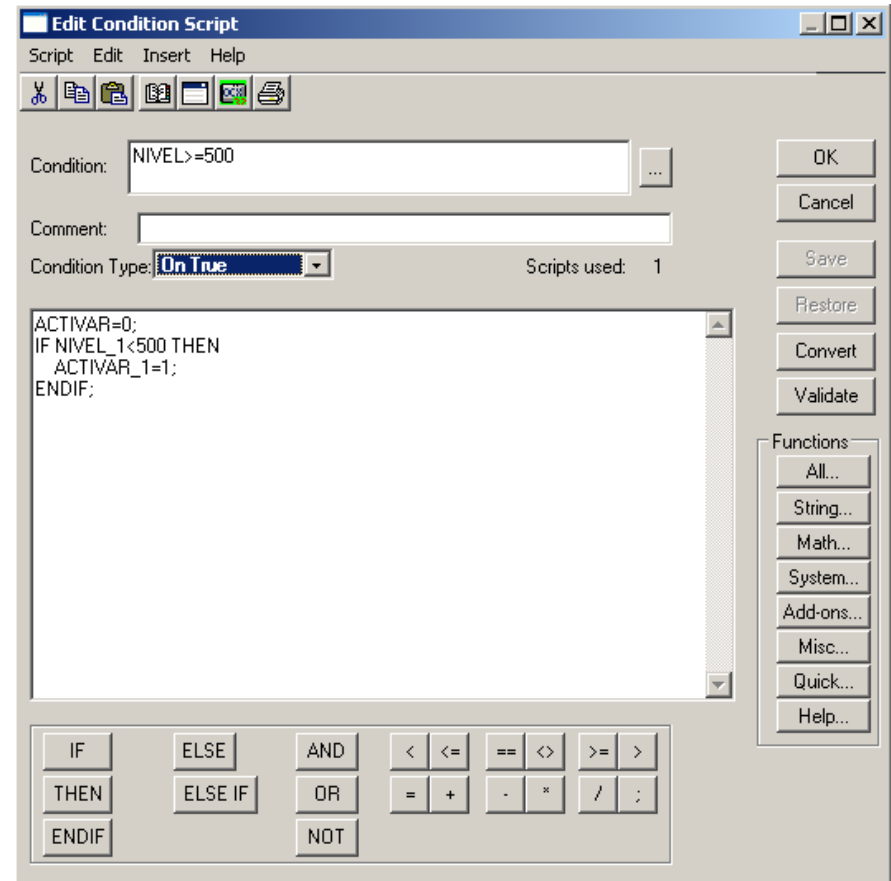 Edit Condition Script
Script Edit Insert Help
Condition: NIVEL>=500 ... OK
Cancel
Comment:
Condition Type: On True Scripts used: 1 Save
Restore
ACTIVAR=0;
IF NIVEL_1<500 THEN
ACTIVAR_1=1;
ENDIF;
Convert
Validate
Functions
All...
String...
Math...
System...
Add-ons...
Misc...
Quick...
Help...
IF ELSE AND < <= == <> >= >
THEN ELSE IF OR = + - * / ;
ENDIF NOT